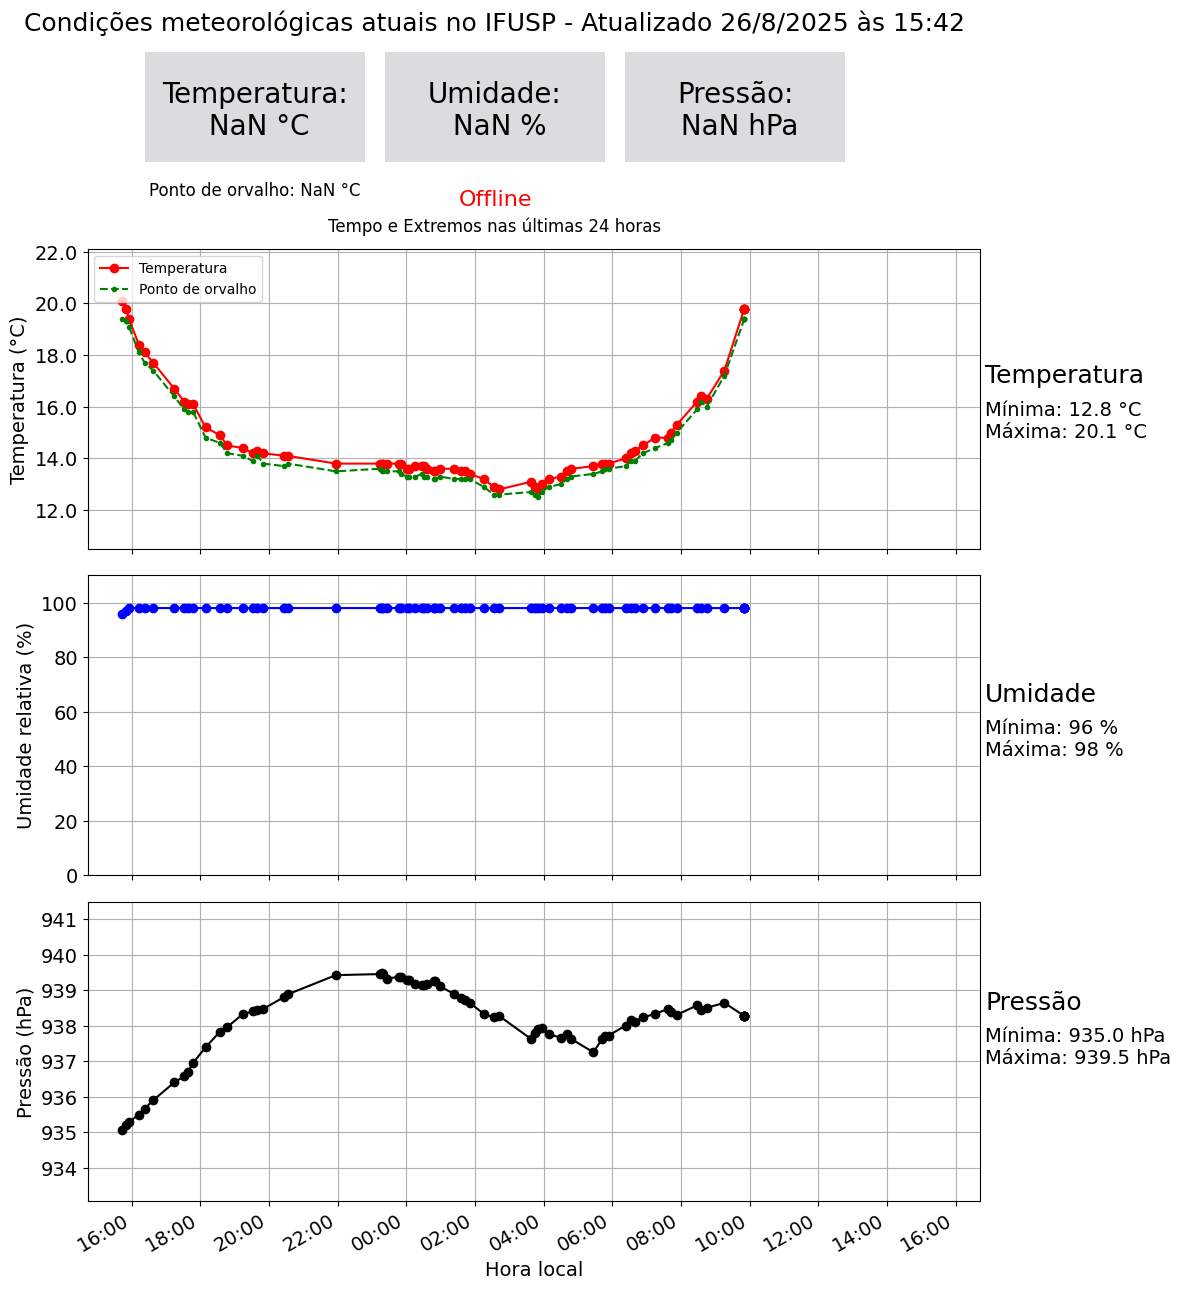 Condições meteorológicas atuais no IFUSP - Atualizado 26/8/2025 às 15:42
Temperatura:
NaN °C
Umidade:
NaN %
Pressão:
NaN hPa
Ponto de orvalho: NaN °C
Offline
Tempo e Extremos nas últimas 24 horas
22.0
20.0
18.0
16.0
14.0
12.0
Temperatura (°C)
Temperatura
Ponto de orvalho
Temperatura
Mínima: 12.8 °C
Máxima: 20.1 °C
100
80
60
40
20
0
Umidade relativa (%)
Umidade
Mínima: 96 %
Máxima: 98 %
941
940
939
938
937
936
935
934
Pressão (hPa)
Pressão
Mínima: 935.0 hPa
Máxima: 939.5 hPa
16:00
18:00
20:00
22:00
00:00
02:00
04:00
06:00
08:00
10:00
12:00
14:00
16:00
Hora local